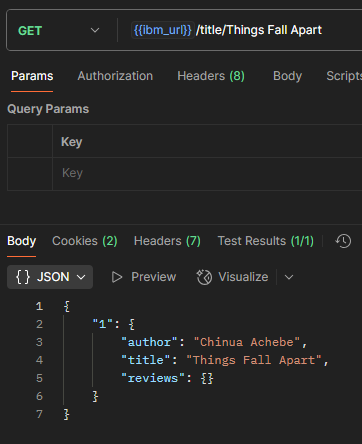 GET {{ibm_url}}/title/Things Fall Apart
Params Authorization Headers (8) Body Scripts
Query Params
Key
Key
Body Cookies (2) Headers (7) Test Results (1/1)
{} JSON Preview Visualize
1 {
2 "1": {
3 "author": "Chinua Achebe",
4 "title": "Things Fall Apart",
5 "reviews": {}
6 }
7 }